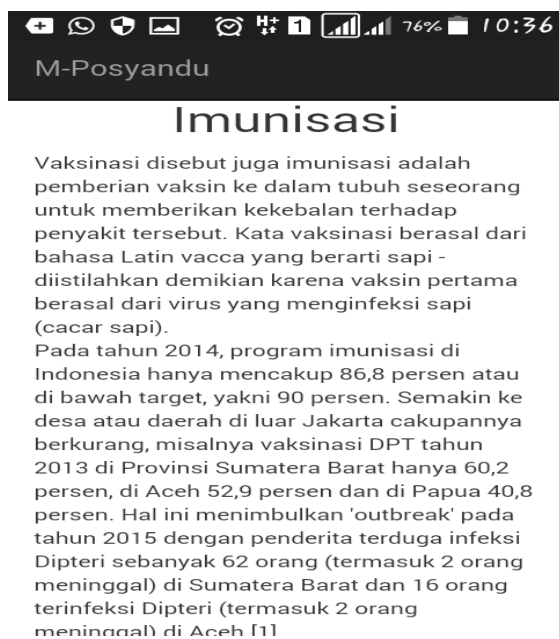 1 76% 10:36
M-Posyandu
Imunisasi
Vaksinasi disebut juga imunisasi adalah
pemberian vaksin ke dalam tubuh seseorang
untuk memberikan kekebalan terhadap
penyakit tersebut. Kata vaksinasi berasal dari
bahasa Latin vacca yang berarti sapi -
diistilahkan demikian karena vaksin pertama
berasal dari virus yang menginfeksi sapi
(cacar sapi).
Pada tahun 2014, program imunisasi di
Indonesia hanya mencakup 86,8 persen atau
di bawah target, yakni 90 persen. Semakin ke
desa atau daerah di luar Jakarta cakupannya
berkurang, misalnya vaksinasi DPT tahun
2013 di Provinsi Sumatera Barat hanya 60,2
persen, di Aceh 52,9 persen dan di Papua 40,8
persen. Hal ini menimbulkan 'outbreak' pada
tahun 2015 dengan penderita terduga infeksi
Dipteri sebanyak 62 orang (termasuk 2 orang
meninggal) di Sumatera Barat dan 16 orang
terinfeksi Dipteri (termasuk 2 orang
meninggal) di Aceh.[1]